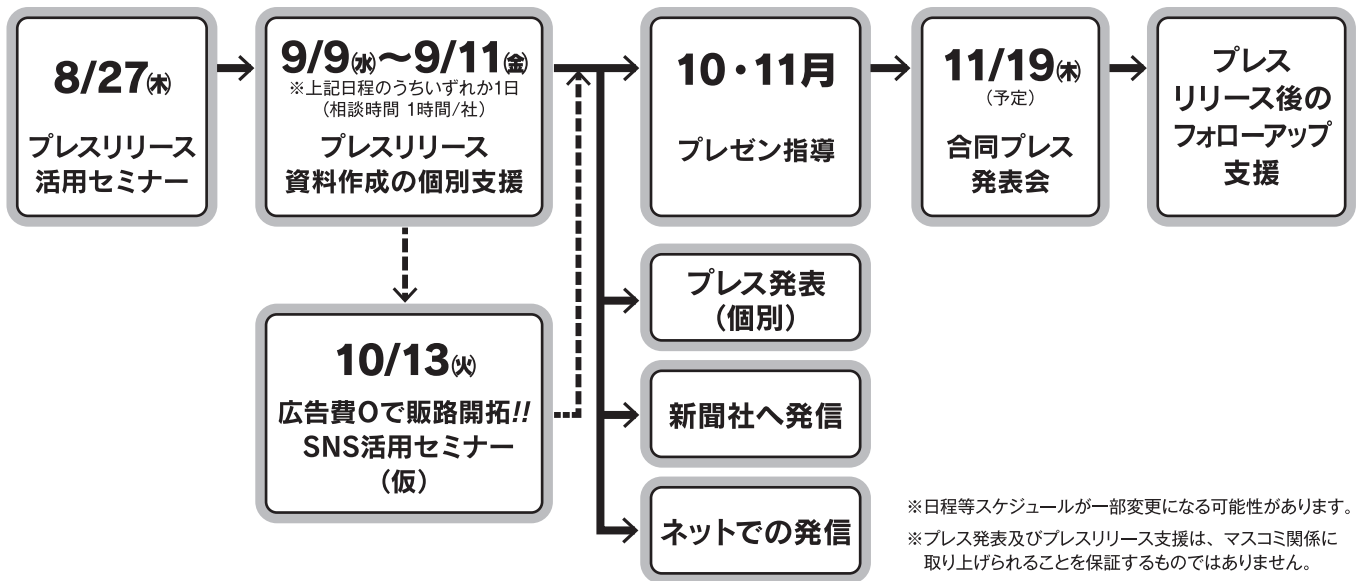 8/27㈭
プレスリリース
活用セミナー
9/9㈬～9/11㈮
※上記日程のうちいずれか1日
（相談時間 1時間/社）
プレスリリース
資料作成の個別支援
10/13㈫
広告費0で販路開拓!!
SNS活用セミナー
（仮）
10・11月
プレゼン指導
プレス発表
（個別）
新聞社へ発信
ネットでの発信
11/19㈭
（予定）
合同プレス
発表会
プレス
リリース後の
フォローアップ
支援
※日程等スケジュールが一部変更になる可能性があります。
※プレス発表及びプレスリリース支援は、マスコミ関係に
取り上げられることを保証するものではありません。